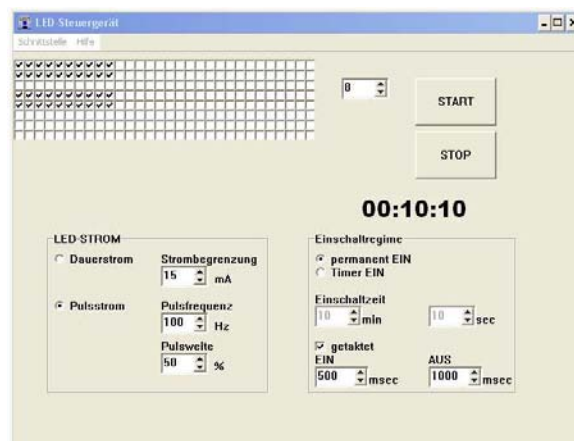 LED Steuergerät
Schnittstelle Hilfe
0
START
STOP
00:10:10
LED-STROM
Dauerstrom Strombegrenzung
15 mA
Pulsstrom Pulsfrequenz
100 Hz
Pulsweite
50 %
Einschaltregime
permanent EIN
Timer EIN
Einschaltzeit
10 min 10 sec
getaktet
EIN AUS
500 msec 1000 msec